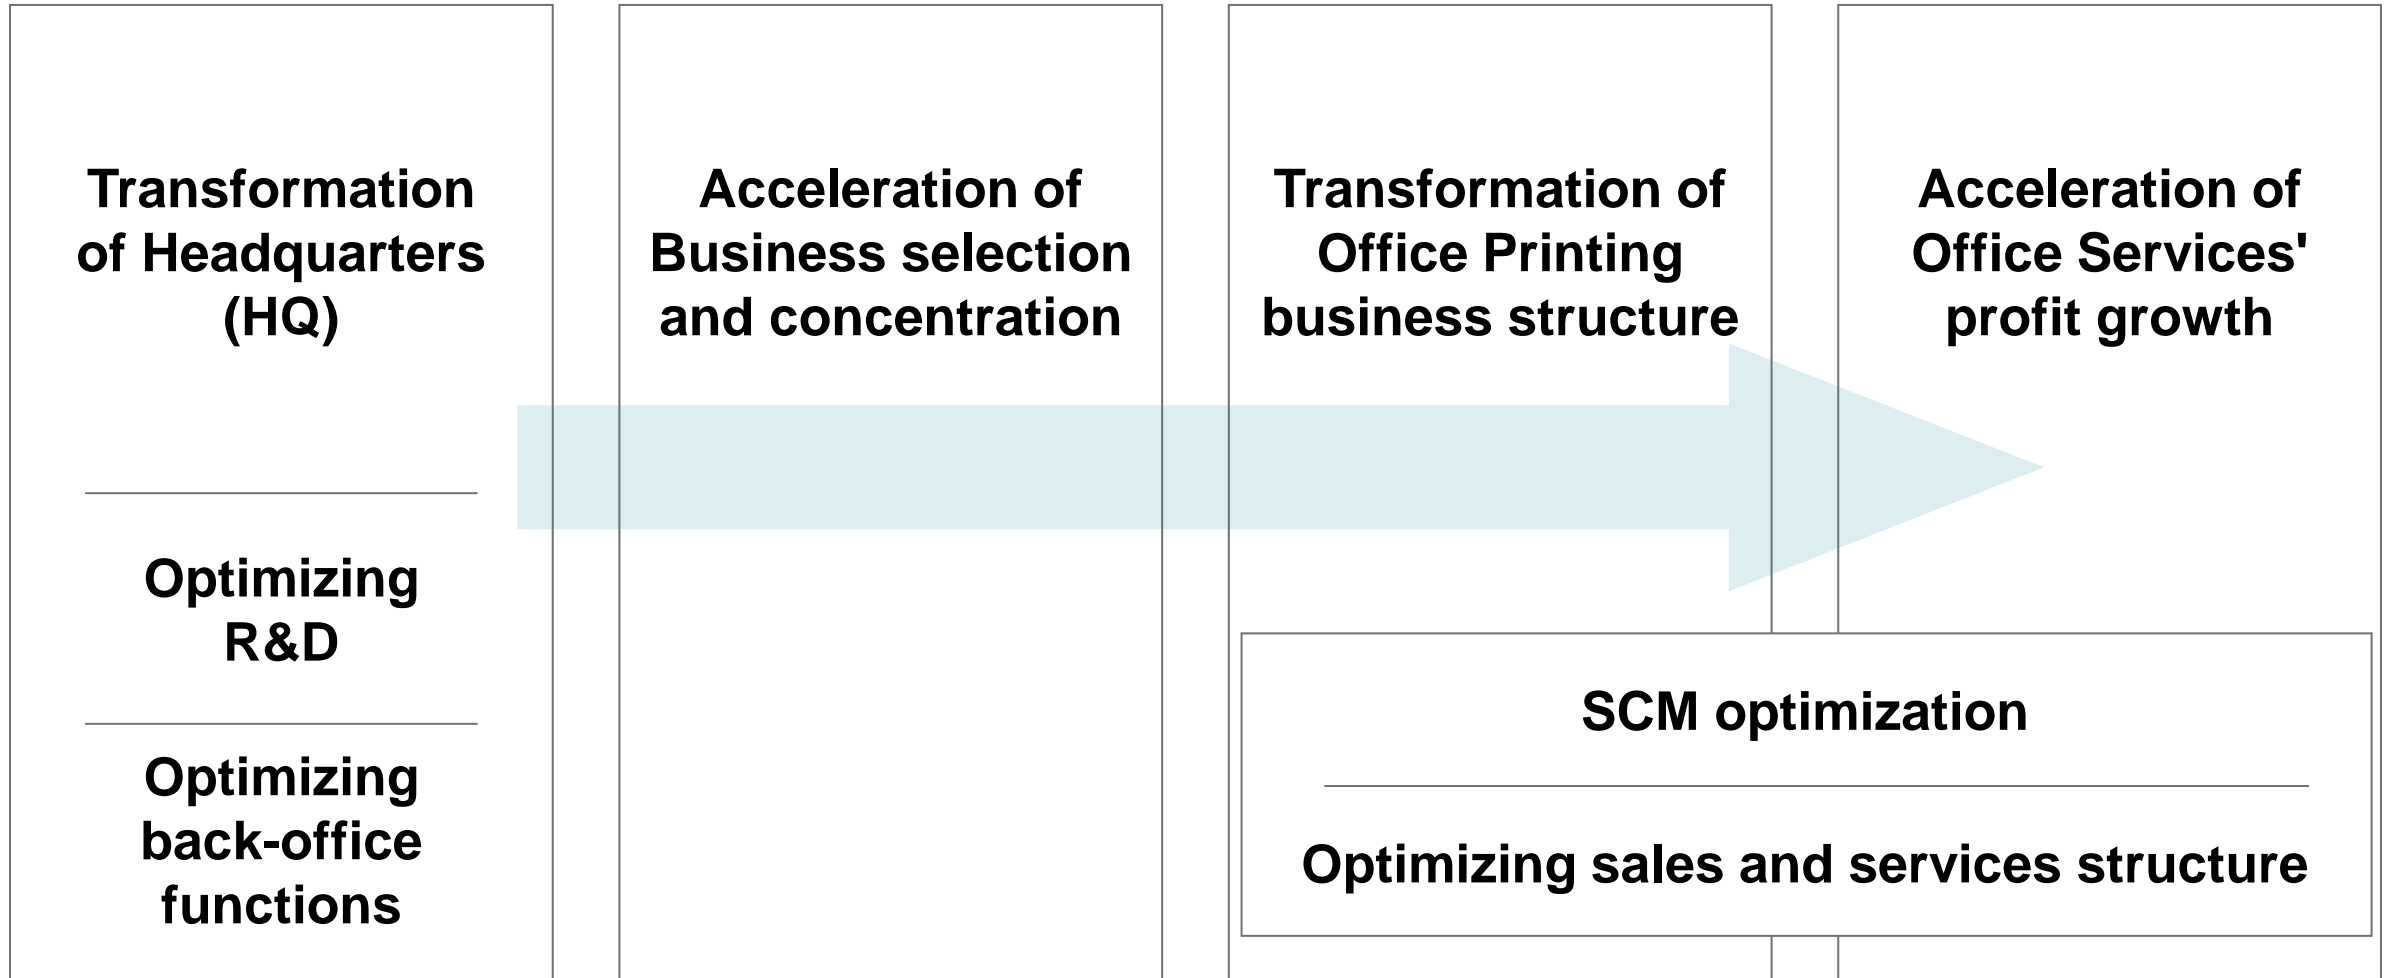 Transformation
of Headquarters
(HQ)
Optimizing
R&D
Optimizing
back-office
functions
Acceleration of
Business selection
and concentration
Transformation of
Office Printing
business structure
Acceleration of
Office Services'
profit growth
SCM optimization
Optimizing sales and services structure